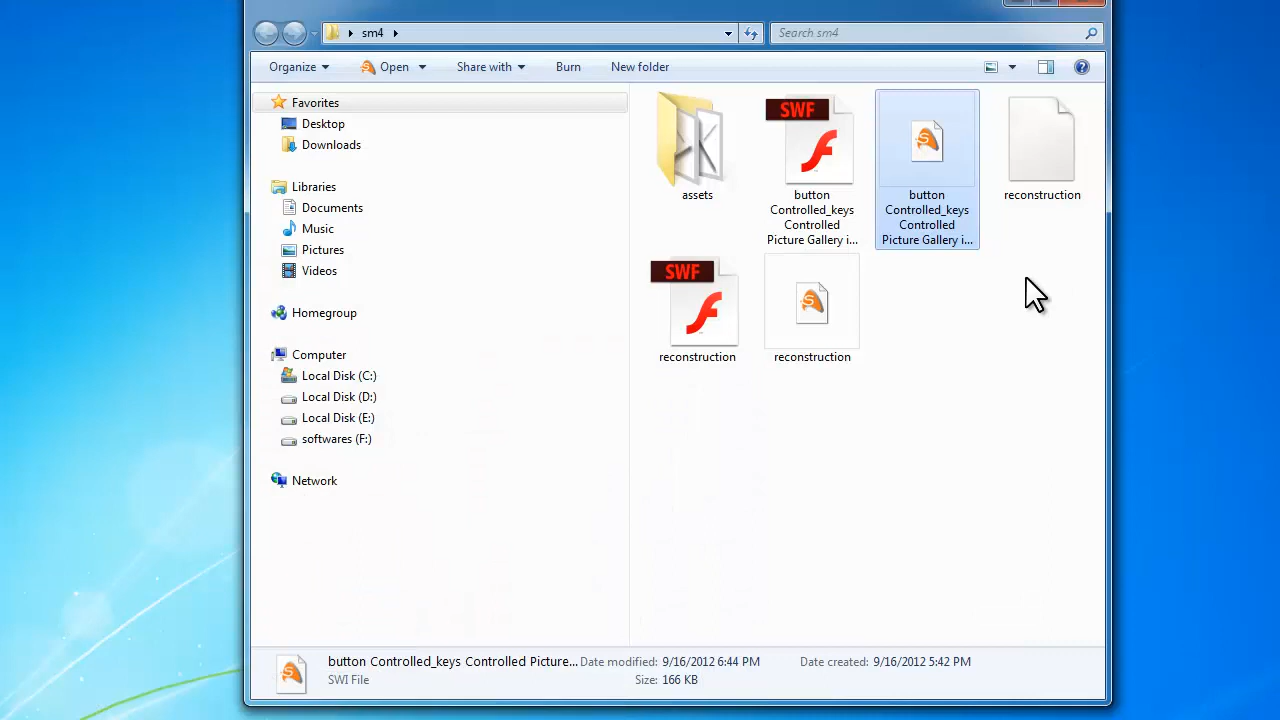 sm4
Search sm4
Organize
Open
Share with
Burn
New folder
Favorites
Desktop
Downloads
Libraries
Documents
Music
Pictures
Videos
Homegroup
Computer
Local Disk (C:)
Local Disk (D:)
Local Disk (E:)
softwares (F:)
Network
assets
SWF
button
Controlled_keys
Controlled
Picture Gallery i...
button
Controlled_keys
Controlled
Picture Gallery i...
reconstruction
SWF
reconstruction
reconstruction
button Controlled_keys Controlled Picture... Date modified: 9/16/2012 6:44 PM Date created: 9/16/2012 5:42 PM
SWI File Size: 166 KB